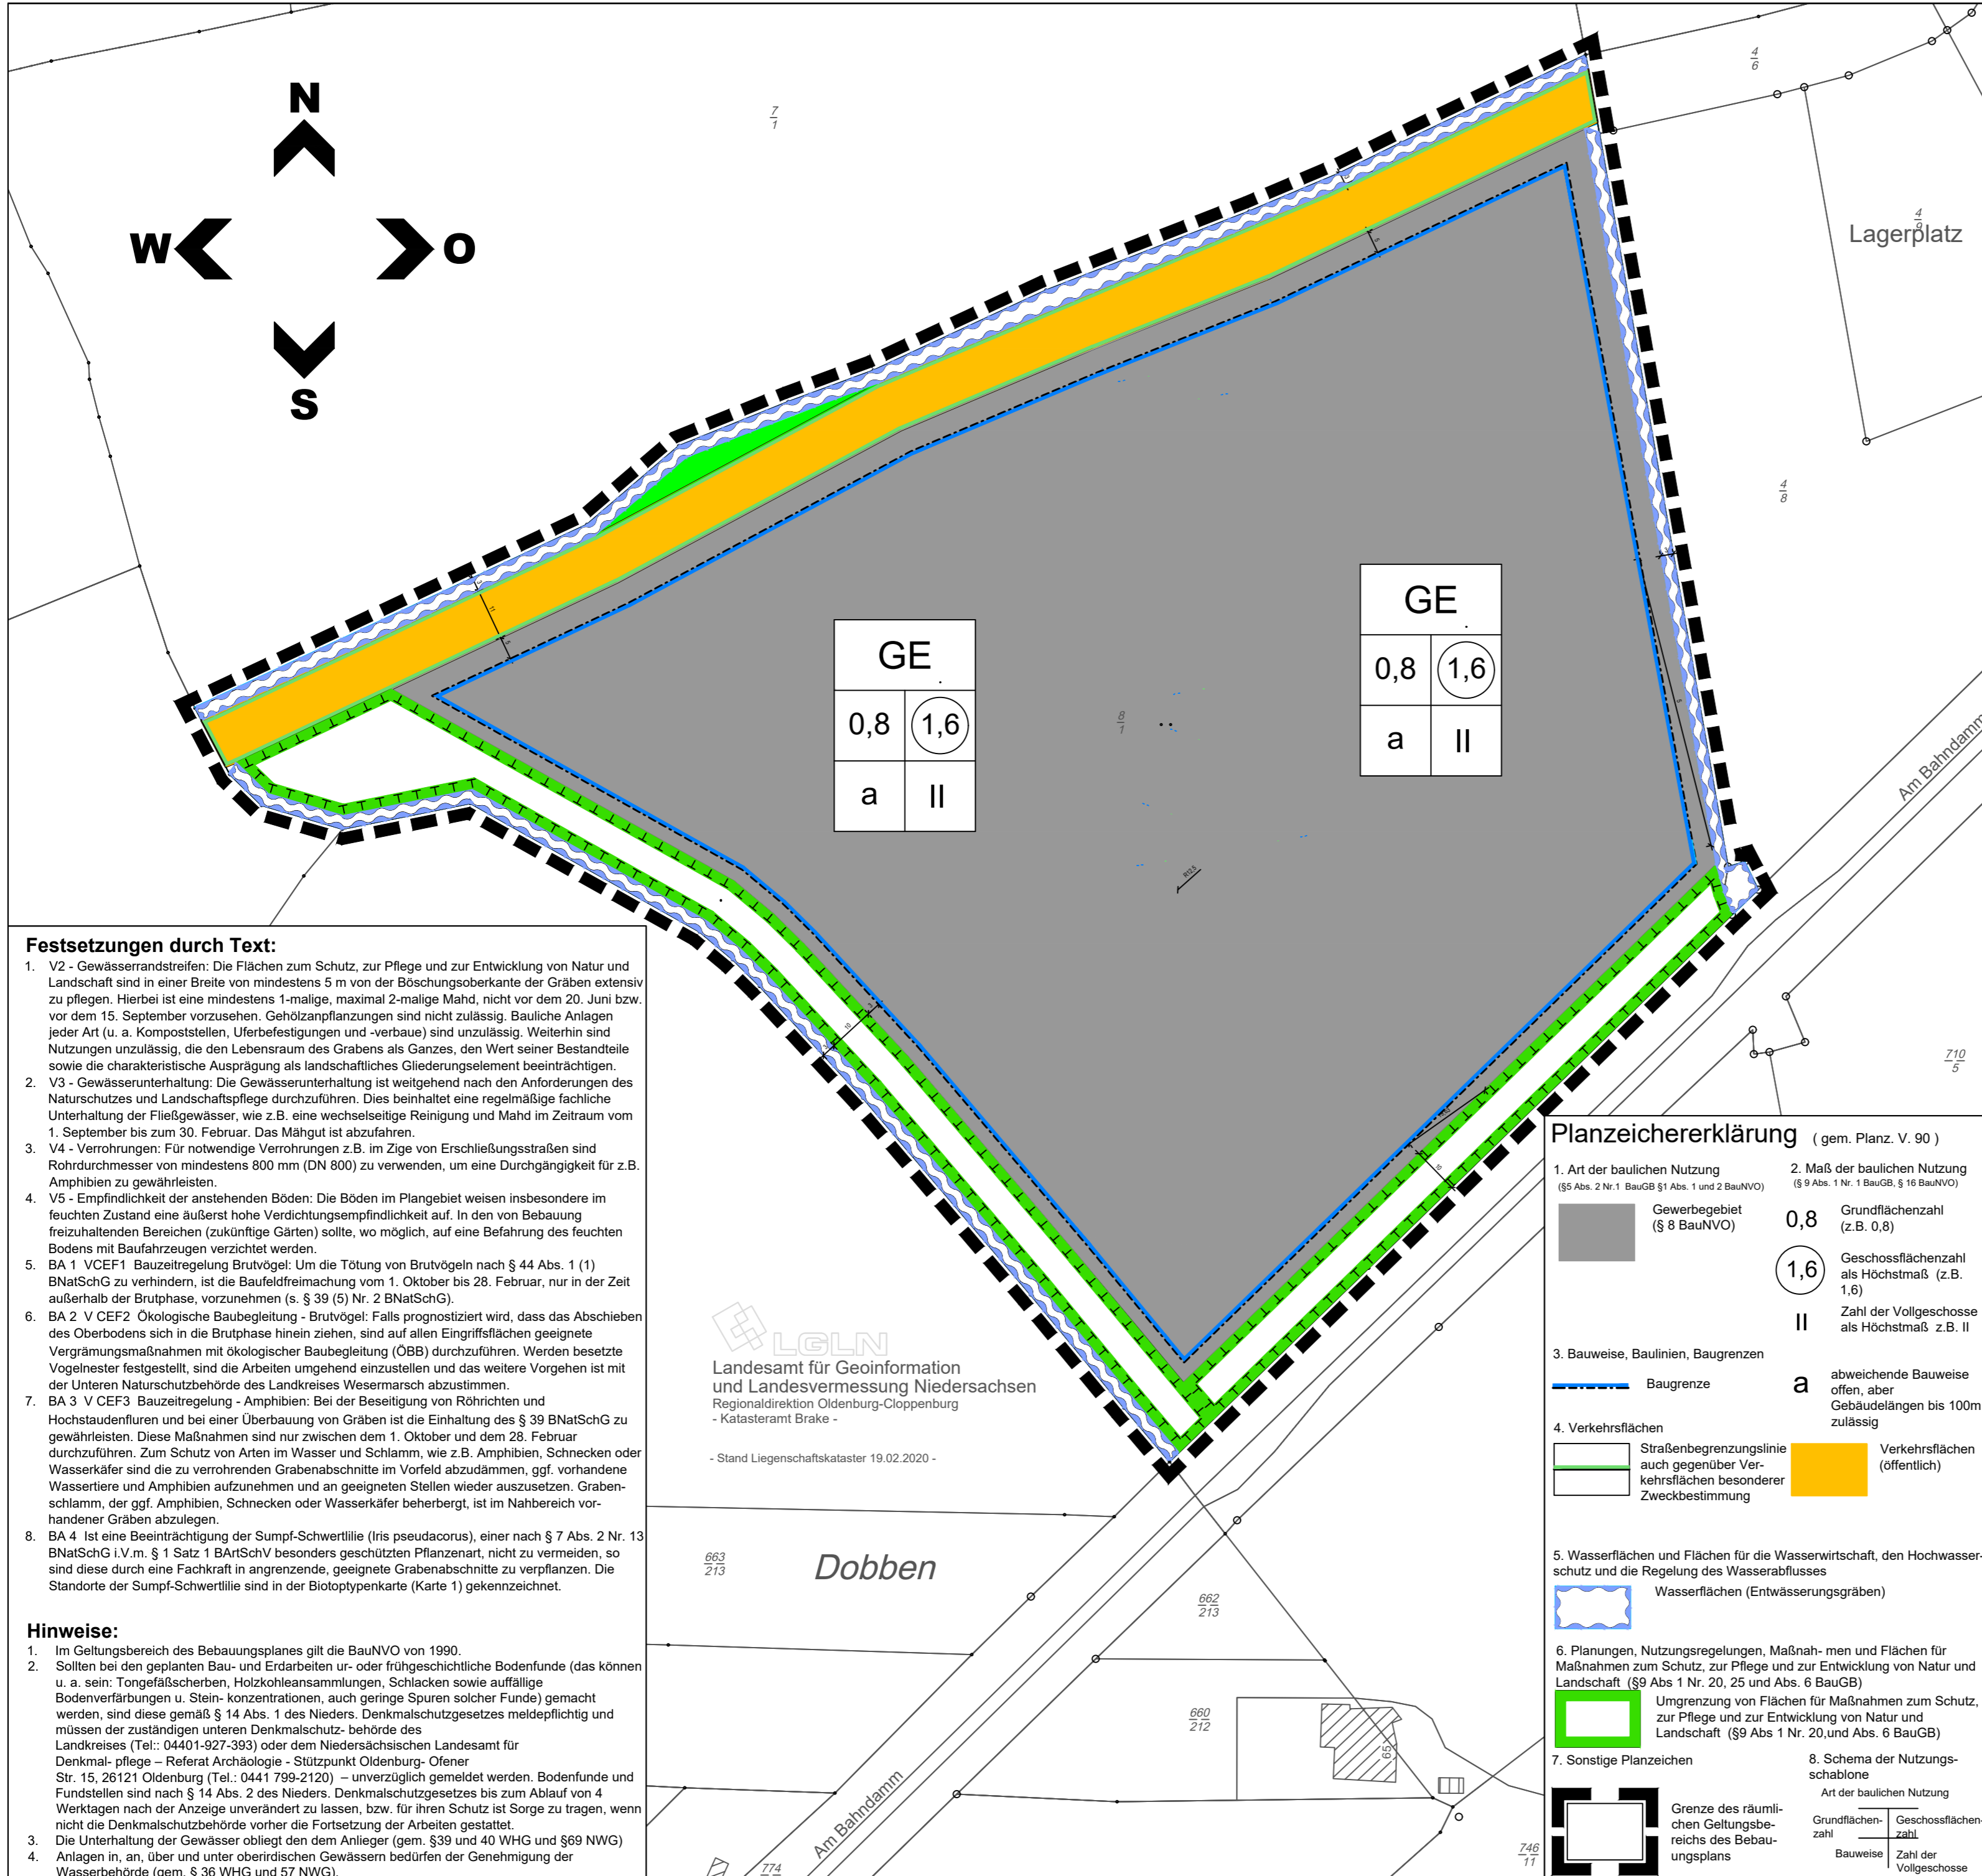 N
W
O
S
7
1
4
6
4
8
Lagerplatz
4
8
GE
0,8 1,6
a II
GE
0,8 1,6
a II
8
1
R12,5
Am Bahndamm
710
5
3
11
5
10
Festsetzungen durch Text:
1. V2 - Gewässerrandstreifen: Die Flächen zum Schutz, zur Pflege und zur Entwicklung von Natur und
Landschaft sind in einer Breite von mindestens 5 m von der Böschungsoberkante der Gräben extensiv
zu pflegen. Hierbei ist eine mindestens 1-malige, maximal 2-malige Mahd, nicht vor dem 20. Juni bzw.
vor dem 15. September vorzusehen. Gehölzanpflanzungen sind nicht zulässig. Bauliche Anlagen
jeder Art (u. a. Kompoststellen, Uferbefestigungen und -verbaue) sind unzulässig. Weiterhin sind
Nutzungen unzulässig, die den Lebensraum des Grabens als Ganzes, den Wert seiner Bestandteile
sowie die charakteristische Ausprägung als landschaftliches Gliederungselement beeinträchtigen.
2. V3 - Gewässerunterhaltung: Die Gewässerunterhaltung ist weitgehend nach den Anforderungen des
Naturschutzes und Landschaftspflege durchzuführen. Dies beinhaltet eine regelmäßige fachliche
Unterhaltung der Fließgewässer, wie z.B. eine wechselseitige Reinigung und Mahd im Zeitraum vom
1. September bis zum 30. Februar. Das Mähgut ist abzufahren.
3. V4 - Verrohrungen: Für notwendige Verrohrungen z.B. im Zige von Erschließungsstraßen sind
Rohrdurchmesser von mindestens 800 mm (DN 800) zu verwenden, um eine Durchgängigkeit für z.B.
Amphibien zu gewährleisten.
4. V5 - Empfindlichkeit der anstehenden Böden: Die Böden im Plangebiet weisen insbesondere im
feuchten Zustand eine äußerst hohe Verdichtungsempfindlichkeit auf. In den von Bebauung
freizuhaltenden Bereichen (zukünftige Gärten) sollte, wo möglich, auf eine Befahrung des feuchten
Bodens mit Baufahrzeugen verzichtet werden.
5. BA 1 VCEF1 Bauzeitregelung Brutvögel: Um die Tötung von Brutvögeln nach § 44 Abs. 1 (1)
BNatSchG zu verhindern, ist die Baufeldfreimachung vom 1. Oktober bis 28. Februar, nur in der Zeit
außerhalb der Brutphase, vorzunehmen (s. § 39 (5) Nr. 2 BNatSchG).
6. BA 2 V CEF2 Ökologische Baubegleitung - Brutvögel: Falls prognostiziert wird, dass das Abschieben
des Oberbodens sich in die Brutphase hinein ziehen, sind auf allen Eingriffsflächen geeignete
Vergrämungsmaßnahmen mit ökologischer Baubegleitung (ÖBB) durchzuführen. Werden besetzte
Vogelnester festgestellt, sind die Arbeiten umgehend einzustellen und das weitere Vorgehen ist mit
der Unteren Naturschutzbehörde des Landkreises Wesermarsch abzustimmen.
7. BA 3 V CEF3 Bauzeitregelung - Amphibien: Bei der Beseitigung von Röhrichten und
Hochstaudenfluren und bei einer Überbauung von Gräben ist die Einhaltung des § 39 BNatSchG zu
gewährleisten. Diese Maßnahmen sind nur zwischen dem 1. Oktober und dem 28. Februar
durchzuführen. Zum Schutz von Arten im Wasser und Schlamm, wie z.B. Amphibien, Schnecken oder
Wasserkäfer sind die zu verrohrenden Grabenabschnitte im Vorfeld abzudämmen, ggf. vorhandene
Wassertiere und Amphibien aufzunehmen und an geeigneten Stellen wieder auszusetzen. Graben-
schlamm, der ggf. Amphibien, Schnecken oder Wasserkäfer beherbergt, ist im Nahbereich vor-
handener Gräben abzulegen.
8. BA 4 Ist eine Beeinträchtigung der Sumpf-Schwertlilie (Iris pseudacorus), einer nach § 7 Abs. 2 Nr. 13
BNatSchG i.V.m. § 1 Satz 1 BArtSchV besonders geschützten Pflanzenart, nicht zu vermeiden, so
sind diese durch eine Fachkraft in angrenzende, geeignete Grabenabschnitte zu verpflanzen. Die
Standorte der Sumpf-Schwertlilie sind in der Biotoptypenkarte (Karte 1) gekennzeichnet.
Hinweise:
1. Im Geltungsbereich des Bebauungsplanes gilt die BauNVO von 1990.
2. Sollten bei den geplanten Bau- und Erdarbeiten ur- oder frühgeschichtliche Bodenfunde (das können
u. a. sein: Tongefäßscherben, Holzkohleansammlungen, Schlacken sowie auffällige
Bodenverfärbungen u. Stein- konzentrationen, auch geringe Spuren solcher Funde) gemacht
werden, sind diese gemäß § 14 Abs. 1 des Nieders. Denkmalschutzgesetzes meldepflichtig und
müssen der zuständigen unteren Denkmalschutz- behörde des
Landkreises (Tel:: 04401-927-393) oder dem Niedersächsischen Landesamt für
Denkmal- pflege – Referat Archäologie - Stützpunkt Oldenburg- Ofener
Str. 15, 26121 Oldenburg (Tel.: 0441 799-2120) – unverzüglich gemeldet werden. Bodenfunde und
Fundstellen sind nach § 14 Abs. 2 des Nieders. Denkmalschutzgesetzes bis zum Ablauf von 4
Werktagen nach der Anzeige unverändert zu lassen, bzw. für ihren Schutz ist Sorge zu tragen, wenn
nicht die Denkmalschutzbehörde vorher die Fortsetzung der Arbeiten gestattet.
3. Die Unterhaltung der Gewässer obliegt den dem Anlieger (gem. §39 und 40 WHG und §69 NWG)
4. Anlagen in, an, über und unter oberirdischen Gewässern bedürfen der Genehmigung der
Wasserbehörde (gem. § 36 WHG und 57 NWG).
LGLN
Landesamt für Geoinformation
und Landesvermessung Niedersachsen
Regionaldirektion Oldenburg-Cloppenburg
- Katasteramt Brake -
- Stand Liegenschaftskataster 19.02.2020 -
663
213
Dobben
662
213
660
212
65
Am Bahndamm
774
746
11
Planzeichererklärung ( gem. Planz. V. 90 )
1. Art der baulichen Nutzung
(§5 Abs. 2 Nr.1 BauGB §1 Abs. 1 und 2 BauNVO)
Gewerbegebiet
(§ 8 BauNVO)
2. Maß der baulichen Nutzung
(§ 9 Abs. 1 Nr. 1 BauGB, § 16 BauNVO)
0,8 Grundflächenzahl
(z.B. 0,8)
1,6 Geschossflächenzahl
als Höchstmaß (z.B.
1,6)
II Zahl der Vollgeschosse
als Höchstmaß z.B. II
3. Bauweise, Baulinien, Baugrenzen
Baugrenze
a abweichende Bauweise
offen, aber
Gebäudelängen bis 100m
zulässig
4. Verkehrsflächen
Straßenbegrenzungslinie
auch gegenüber Ver-
kehrsflächen besonderer
Zweckbestimmung
Verkehrsflächen
(öffentlich)
5. Wasserflächen und Flächen für die Wasserwirtschaft, den Hochwasser-
schutz und die Regelung des Wasserabflusses
Wasserflächen (Entwässerungsgräben)
6. Planungen, Nutzungsregelungen, Maßnah- men und Flächen für
Maßnahmen zum Schutz, zur Pflege und zur Entwicklung von Natur und
Landschaft (§9 Abs 1 Nr. 20, 25 und Abs. 6 BauGB)
Umgrenzung von Flächen für Maßnahmen zum Schutz,
zur Pflege und zur Entwicklung von Natur und
Landschaft (§9 Abs 1 Nr. 20,und Abs. 6 BauGB)
7. Sonstige Planzeichen
Grenze des räumli-
chen Geltungsbe-
reichs des Bebau-
ungsplans
8. Schema der Nutzungs-
schablone
Art der baulichen Nutzung
Grundflächen-
zahl
Geschossflächen-
zahl
Bauweise
Zahl der
Vollgeschosse